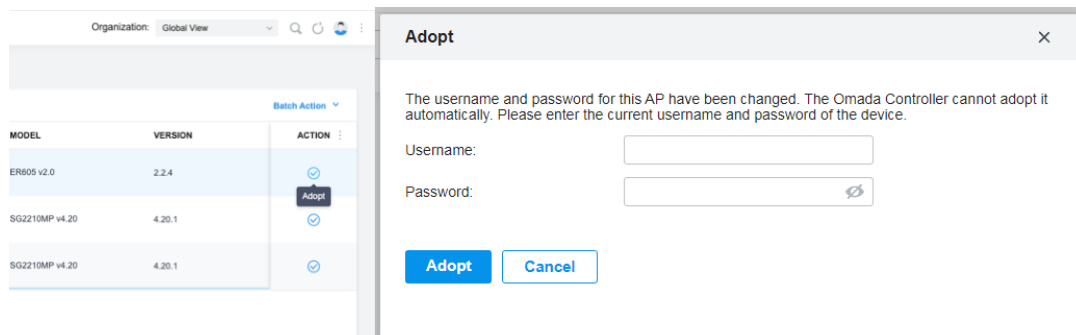 Organization: Global View
Batch Action
MODEL VERSION ACTION
ER605 v2.0 2.2.4
Adopt
SG2210MP v4.20 4.20.1
SG2210MP v4.20 4.20.1
Adopt
The username and password for this AP have been changed. The Omada Controller cannot adopt it
automatically. Please enter the current username and password of the device.
Username:
Password:
Adopt Cancel